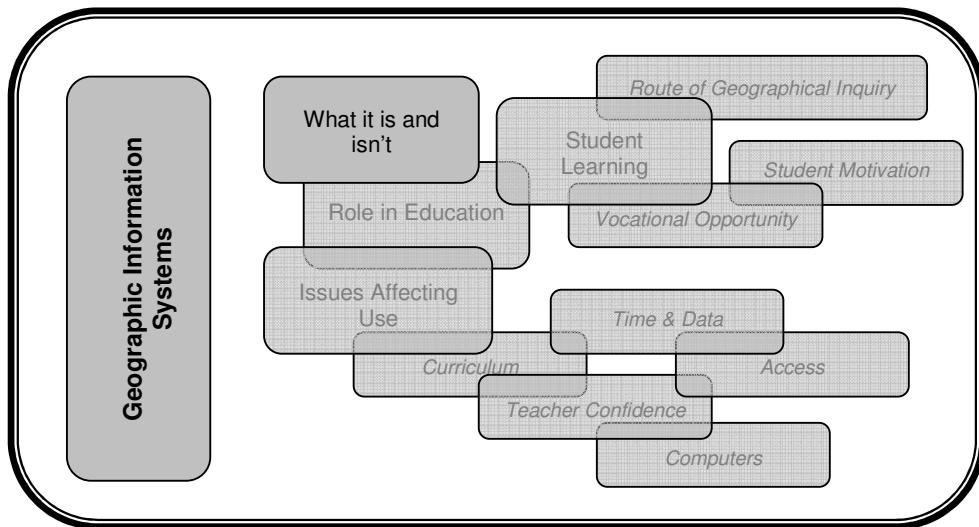 Geographic Information
Systems
What it is and
isn't
Role in Education
Issues Affecting
Use
Student
Learning
Route of Geographical Inquiry
Student Motivation
Vocational Opportunity
Time & Data
Curriculum
Access
Teacher Confidence
Computers